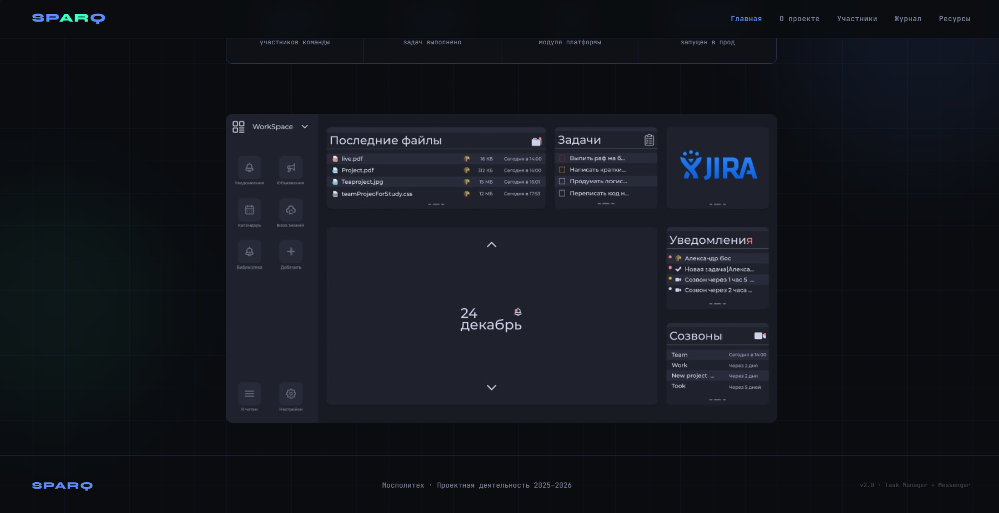 SPARQ
Главная О проекте Участники Журнал Ресурсы
участников команды
задач выполнено
модуля платформы
запущен в прод
WorkSpace
Уведомления Объявления
Календарь База знаний
Библиотека Добавить
К чатам Настройки
Последние файлы
live.pdf 16 КБ Сегодня в 14:00
Project.pdf 312 КБ Сегодня в 16:00
Teaproject.jpg 15 МБ Сегодня в 16:01
teamProjecForStudy.css 12 МБ Сегодня в 17:53
Задачи
Выпить раф на б...
Написать кратки...
Продумать логис...
Переписать код н...
JIRA
24
декабрь
Уведомления
Александр бос
Новая задача(Алекса...
Созвон через 1 час 5 ...
Созвон через 2 часа ...
Созвоны
Team Сегодня в 14:00
Work Через 2 дня
New project ... Через 2 дня
Took Через 5 дней
SPARQ
Мосполитех · Проектная деятельность 2025–2026
v2.0 · Task Manager + Messenger